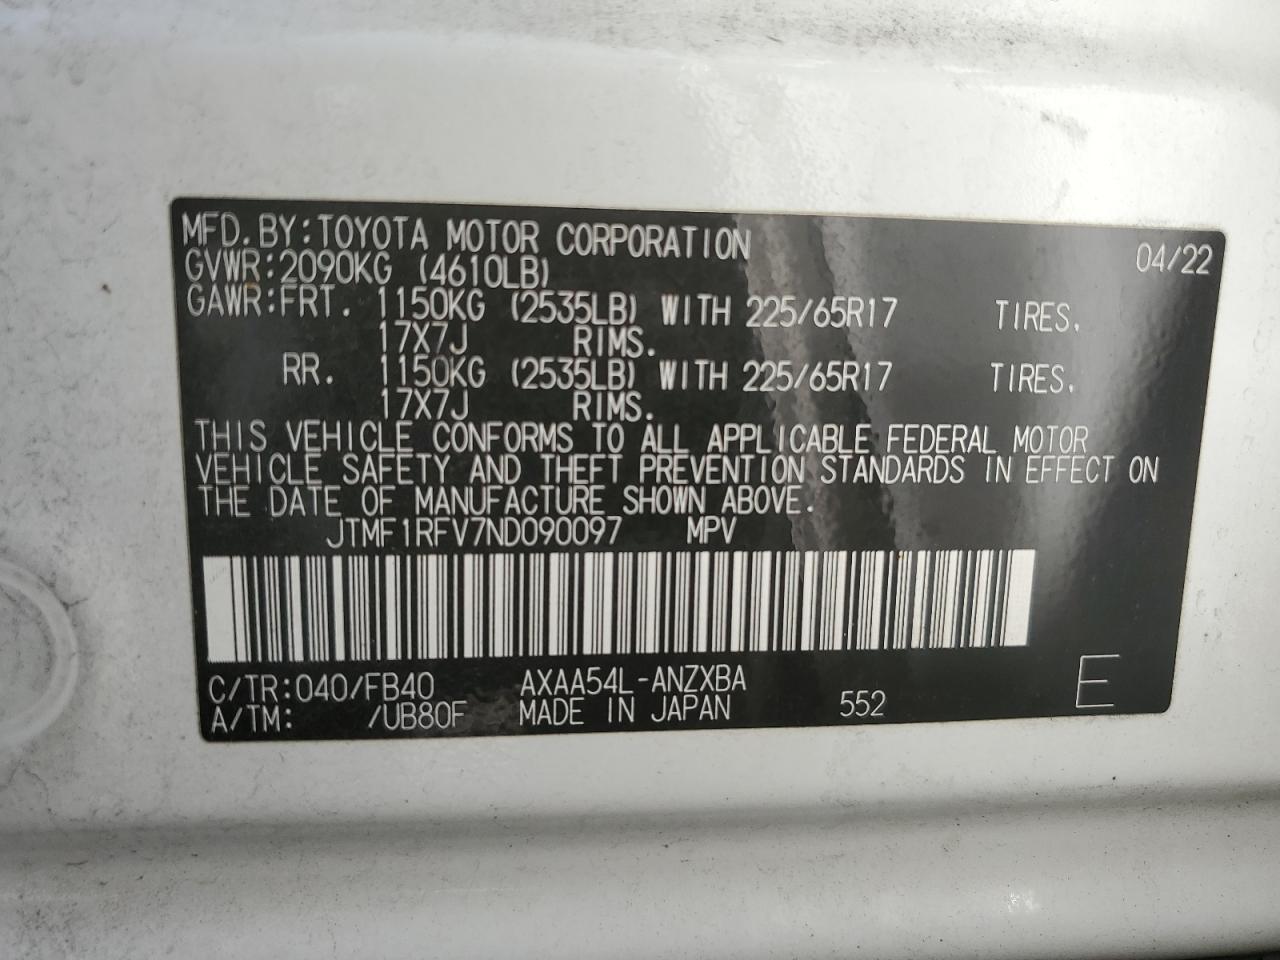 MFD. BY: TOYOTA MOTOR CORPORATION 04/22
GVWR: 2090KG (4610LB)
GAWR: FRT. 1150KG (2535LB) WITH 225/65R17 TIRES,
17X7J RIMS.
RR. 1150KG (2535LB) WITH 225/65R17 TIRES,
17X7J RIMS.
THIS VEHICLE CONFORMS TO ALL APPLICABLE FEDERAL MOTOR
VEHICLE SAFETY AND THEFT PREVENTION STANDARDS IN EFFECT ON
THE DATE OF MANUFACTURE SHOWN ABOVE.
JTMF1RFV7ND090097 MPV
C/TR: 040/FB40 AXAA54L-ANZXBA
A/TM: /UB80F MADE IN JAPAN 552 E